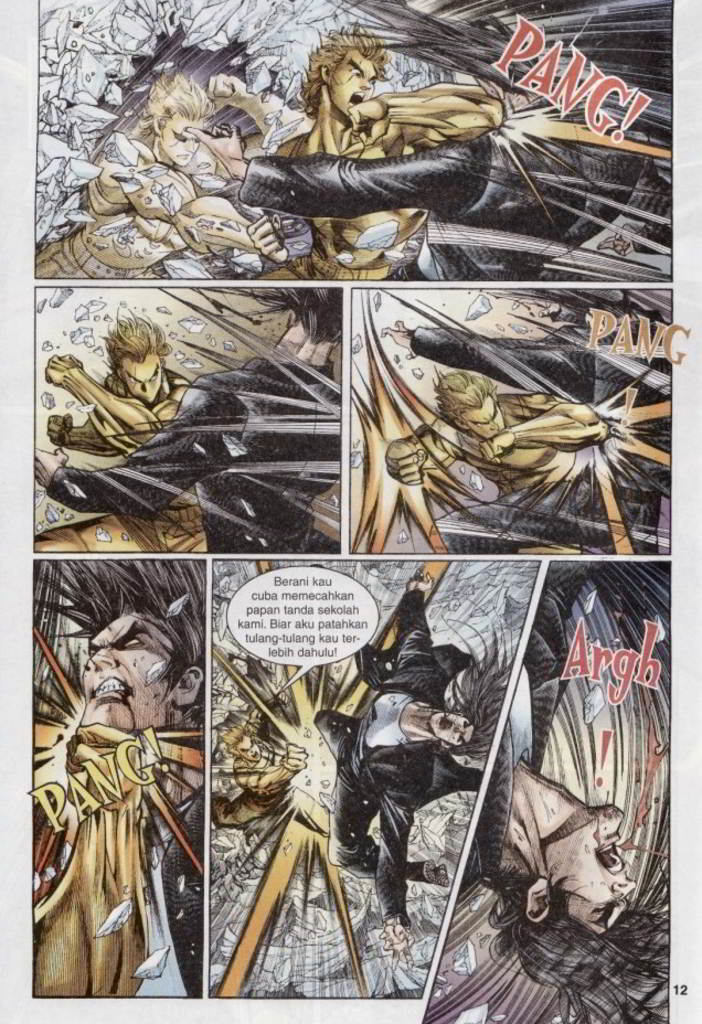 PANG!
PANG
!
PANG!
Berani kau
cuba memecahkan
papan tanda sekolah
kami. Biar aku patahkan
tulang-tulang kau ter-
lebih dahulu!
Argh
!
12